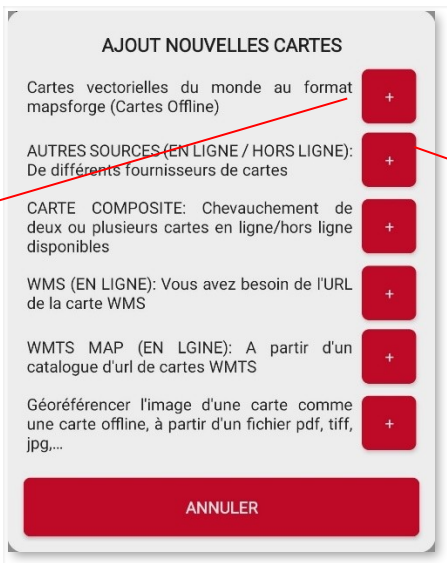 AJOUT NOUVELLES CARTES
Cartes vectorielles du monde au format
mapsforge (Cartes Offline)
+
AUTRES SOURCES (EN LIGNE / HORS LIGNE):
De différents fournisseurs de cartes
+
CARTE COMPOSITE: Chevauchement de
deux ou plusieurs cartes en ligne/hors ligne
disponibles
+
WMS (EN LIGNE): Vous avez besoin de l'URL
de la carte WMS
+
WMTS MAP (EN LGINE): A partir d'un
catalogue d'url de cartes WMTS
+
Géoréférencer l'image d'une carte comme
une carte offline, à partir d'un fichier pdf, tiff,
jpg,...
+
ANNULER